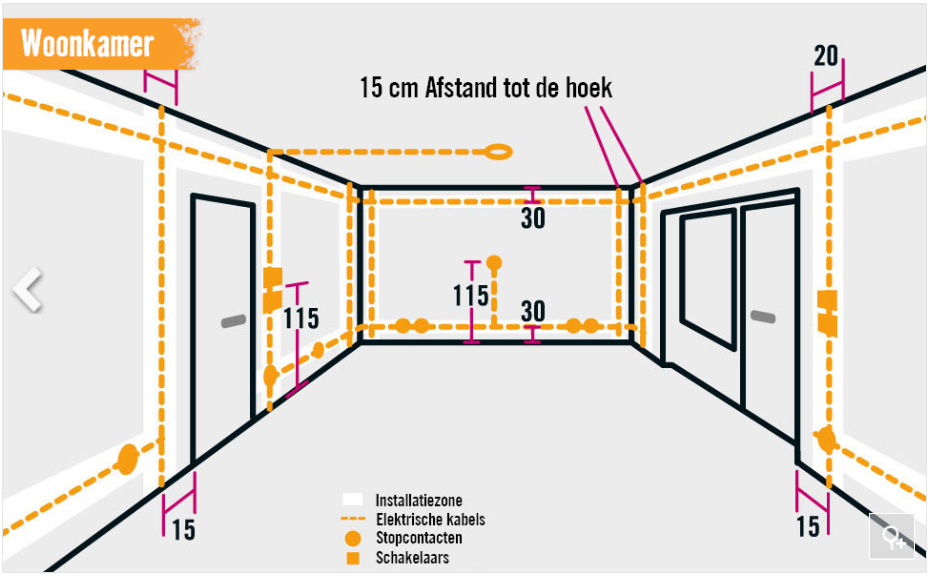 Woonkamer
20
15 cm Afstand tot de hoek
30
115
115
30
15
15
Installatiezone
Elektrische kabels
Stopcontacten
Schakelaars